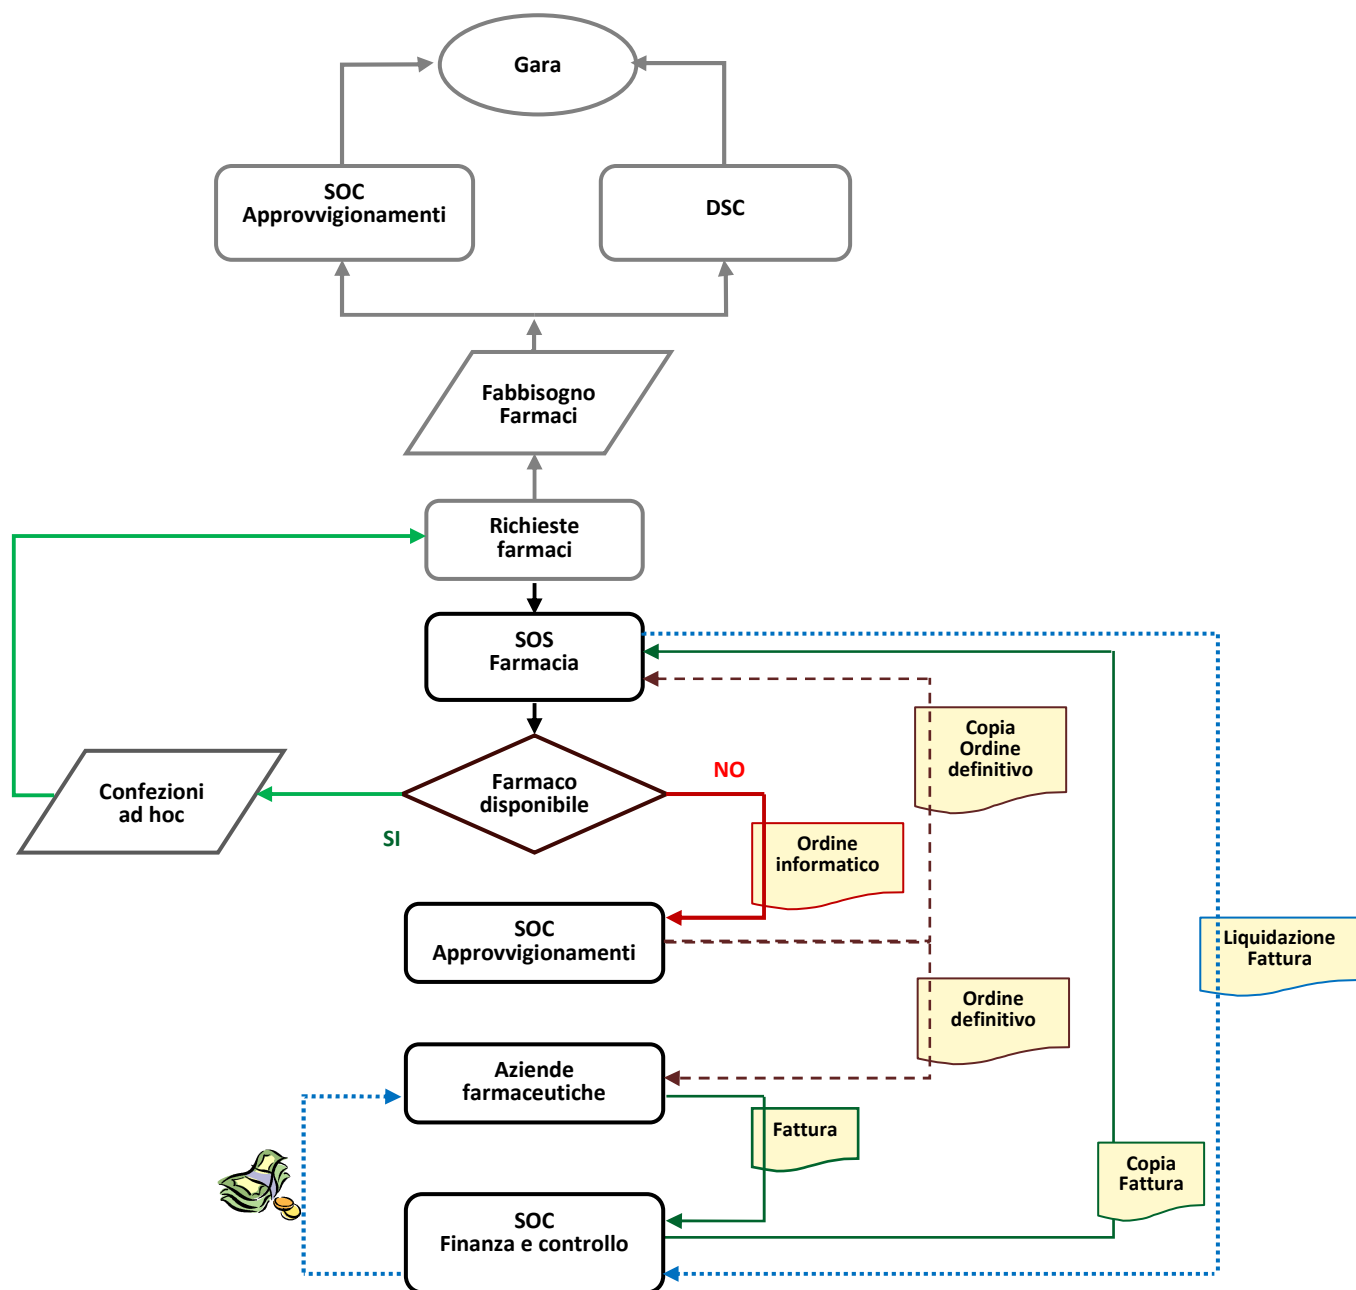 Gara
SOC
Approvvigionamenti
DSC
Fabbisogno
Farmaci
Richieste
farmaci
SOS
Farmacia
Copia
Ordine
definitivo
NO
Farmaco
disponibile
Confezioni
ad hoc
SI
Ordine
informatico
SOC
Approvvigionamenti
Liquidazione
Fattura
Ordine
definitivo
Aziende
farmaceutiche
Fattura
Copia
Fattura
SOC
Finanza e controllo